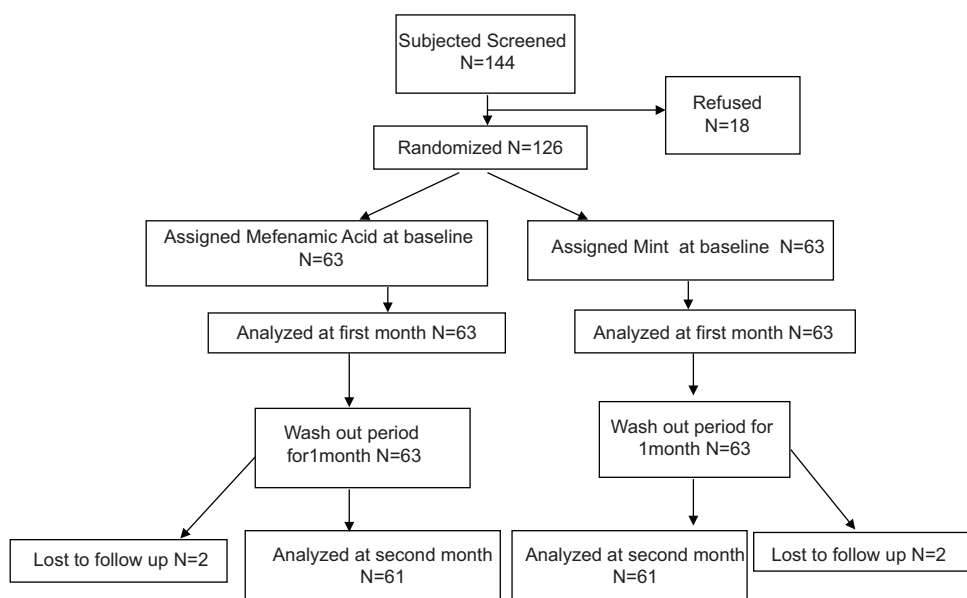 Subjected Screened
N=144
Refused
N=18
Randomized N=126
Assigned Mefenamic Acid at baseline
N=63
Assigned Mint at baseline N=63
Analyzed at first month N=63
Analyzed at first month N=63
Wash out period
for1month N=63
Wash out period for
1month N=63
Lost to follow up N=2
Analyzed at second month
N=61
Analyzed at second month
N=61
Lost to follow up N=2